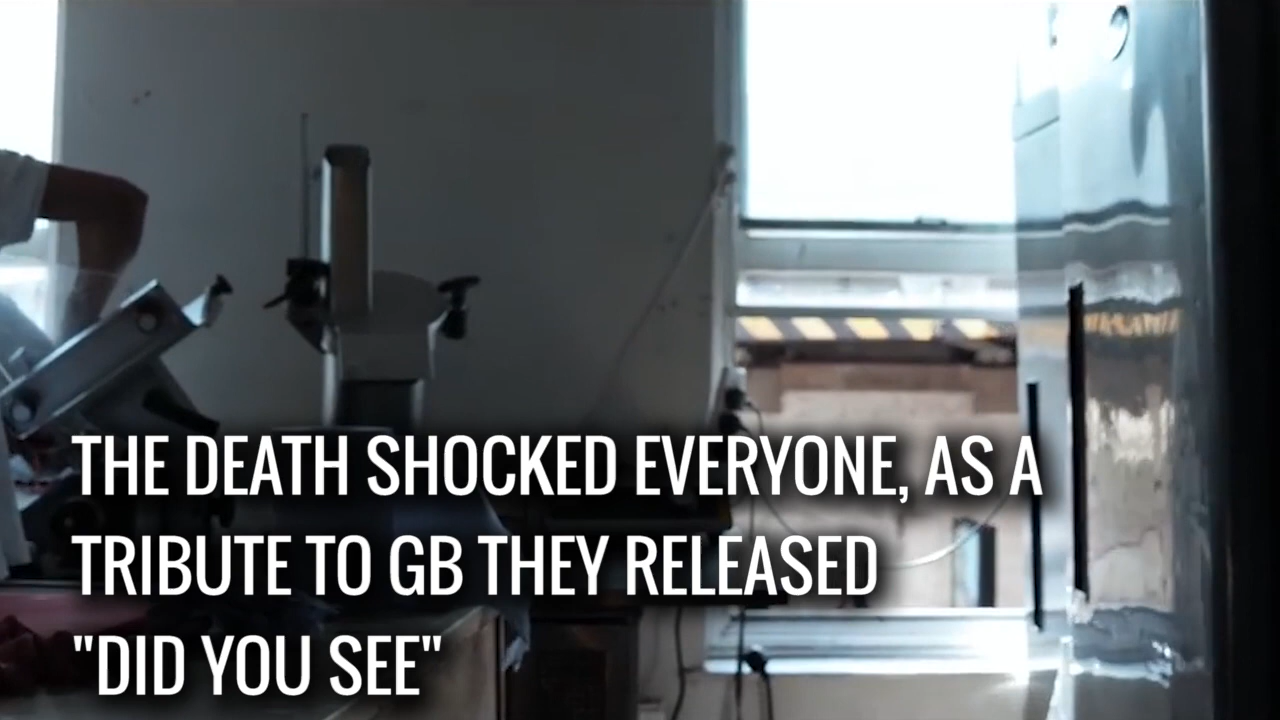 THE DEATH SHOCKED EVERYONE, AS A
TRIBUTE TO GB THEY RELEASED
"DID YOU SEE"